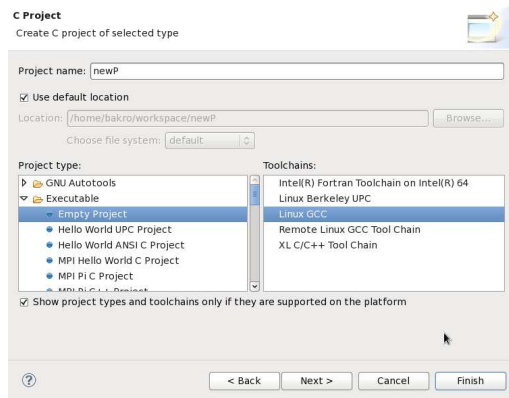 C Project
Create C project of selected type
Project name: newP
Use default location
Location: /home/bakro/workspace/newP Browse...
Choose file system: default
Project type:
GNU Autotools
Executable
Empty Project
Hello World UPC Project
Hello World ANSI C Project
MPI Hello World C Project
MPI Pi C Project
MPI Pi C++ Project
Toolchains:
Intel(R) Fortran Toolchain on Intel(R) 64
Linux Berkeley UPC
Linux GCC
Remote Linux GCC Tool Chain
XL C/C++ Tool Chain
Show project types and toolchains only if they are supported on the platform
? < Back Next > Cancel Finish